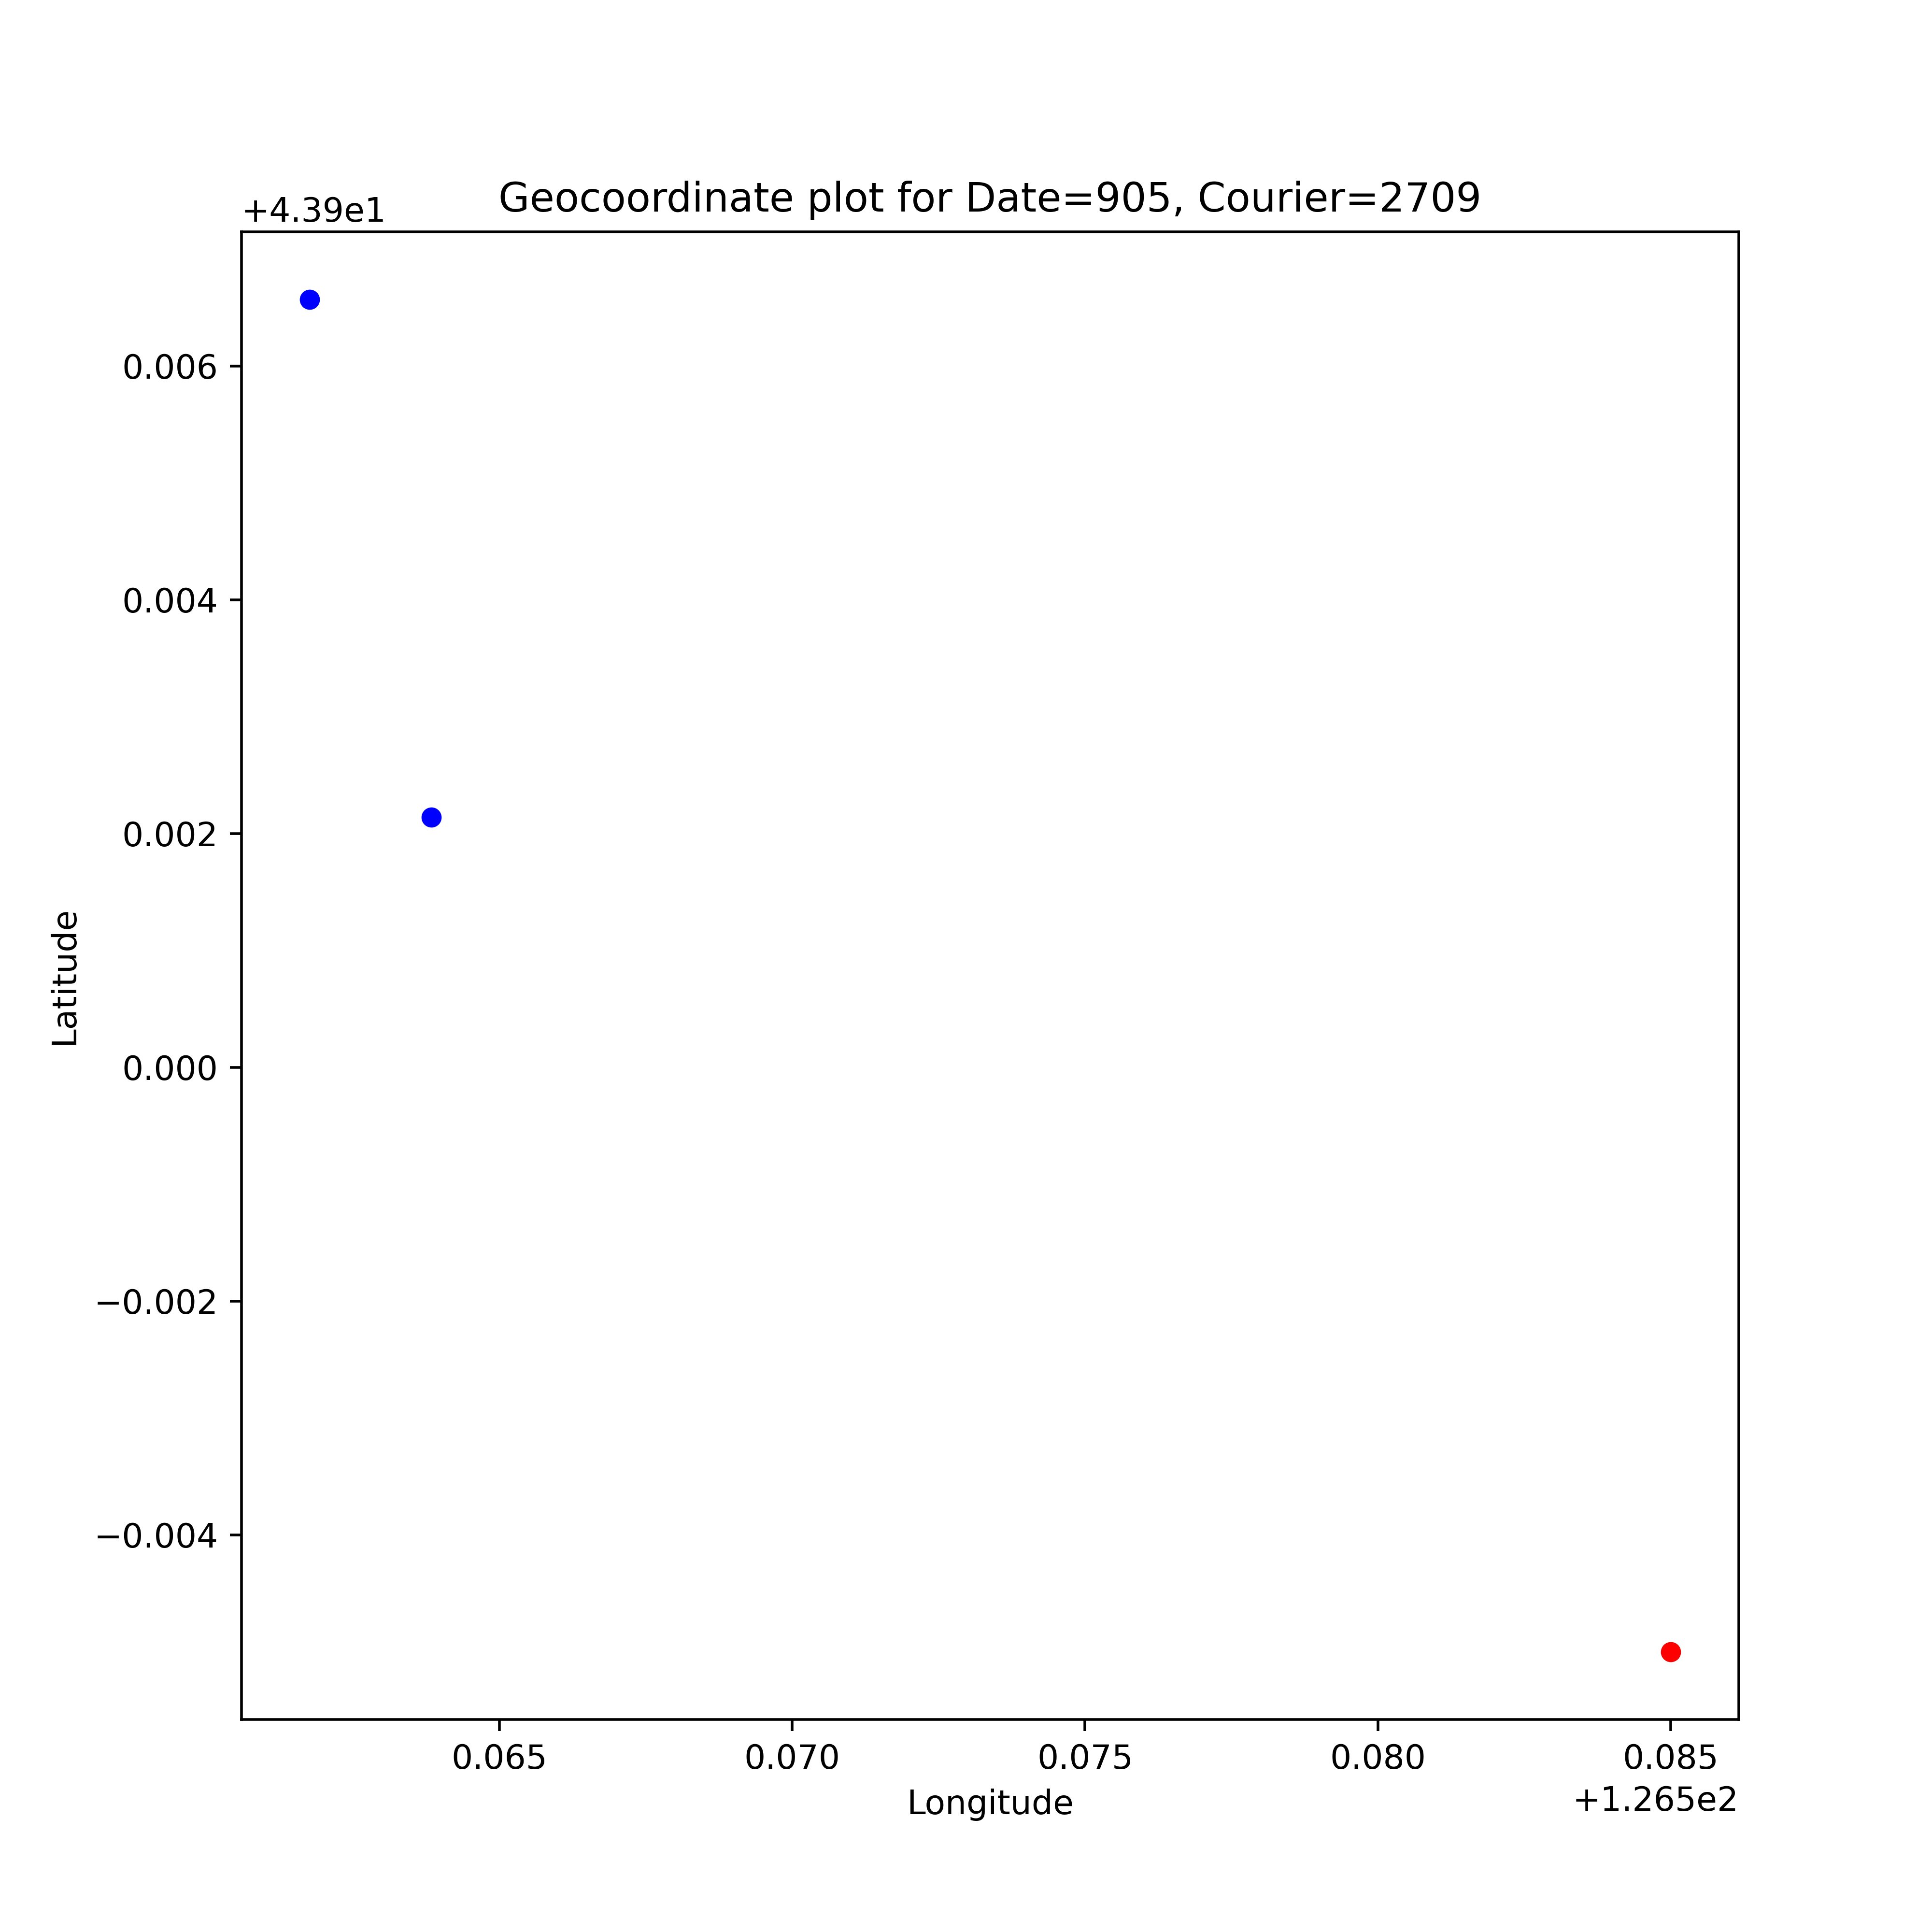 Geocoordinate plot for Date=905, Courier=2709
+4.39e1
0.006
0.004
0.002
0.000
−0.002
−0.004
Latitude
0.065 0.070 0.075 0.080 0.085
Longitude
+1.265e2